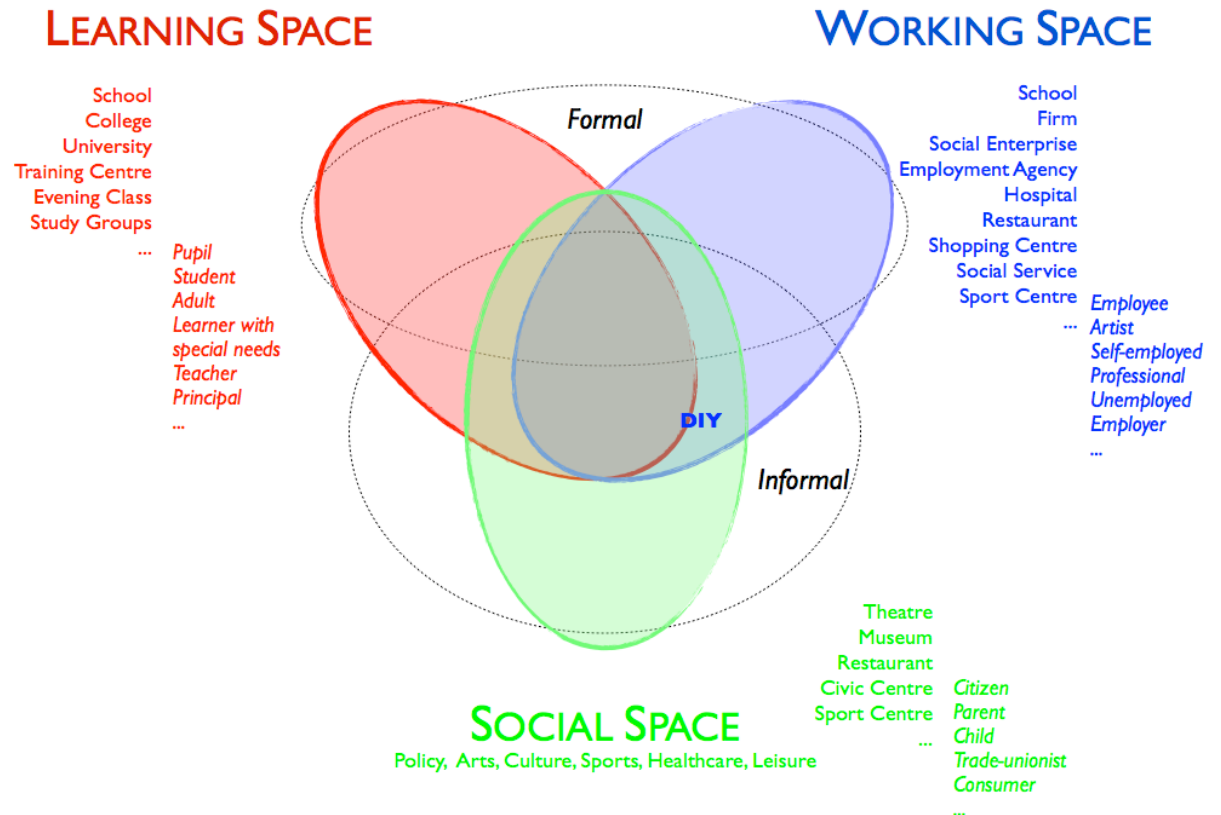 LEARNING SPACE
WORKING SPACE
School
College
University
Training Centre
Evening Class
Study Groups
...
Pupil
Student
Adult
Learner with
special needs
Teacher
Principal
...
Formal
School
Firm
Social Enterprise
Employment Agency
Hospital
Restaurant
Shopping Centre
Social Service
Sport Centre
...
Employee
Artist
Self-employed
Professional
Unemployed
Employer
...
DIY
Informal
Theatre
Museum
Restaurant
Civic Centre
Sport Centre
...
Citizen
Parent
Child
Trade-unionist
Consumer
...
SOCIAL SPACE
Policy, Arts, Culture, Sports, Healthcare, Leisure